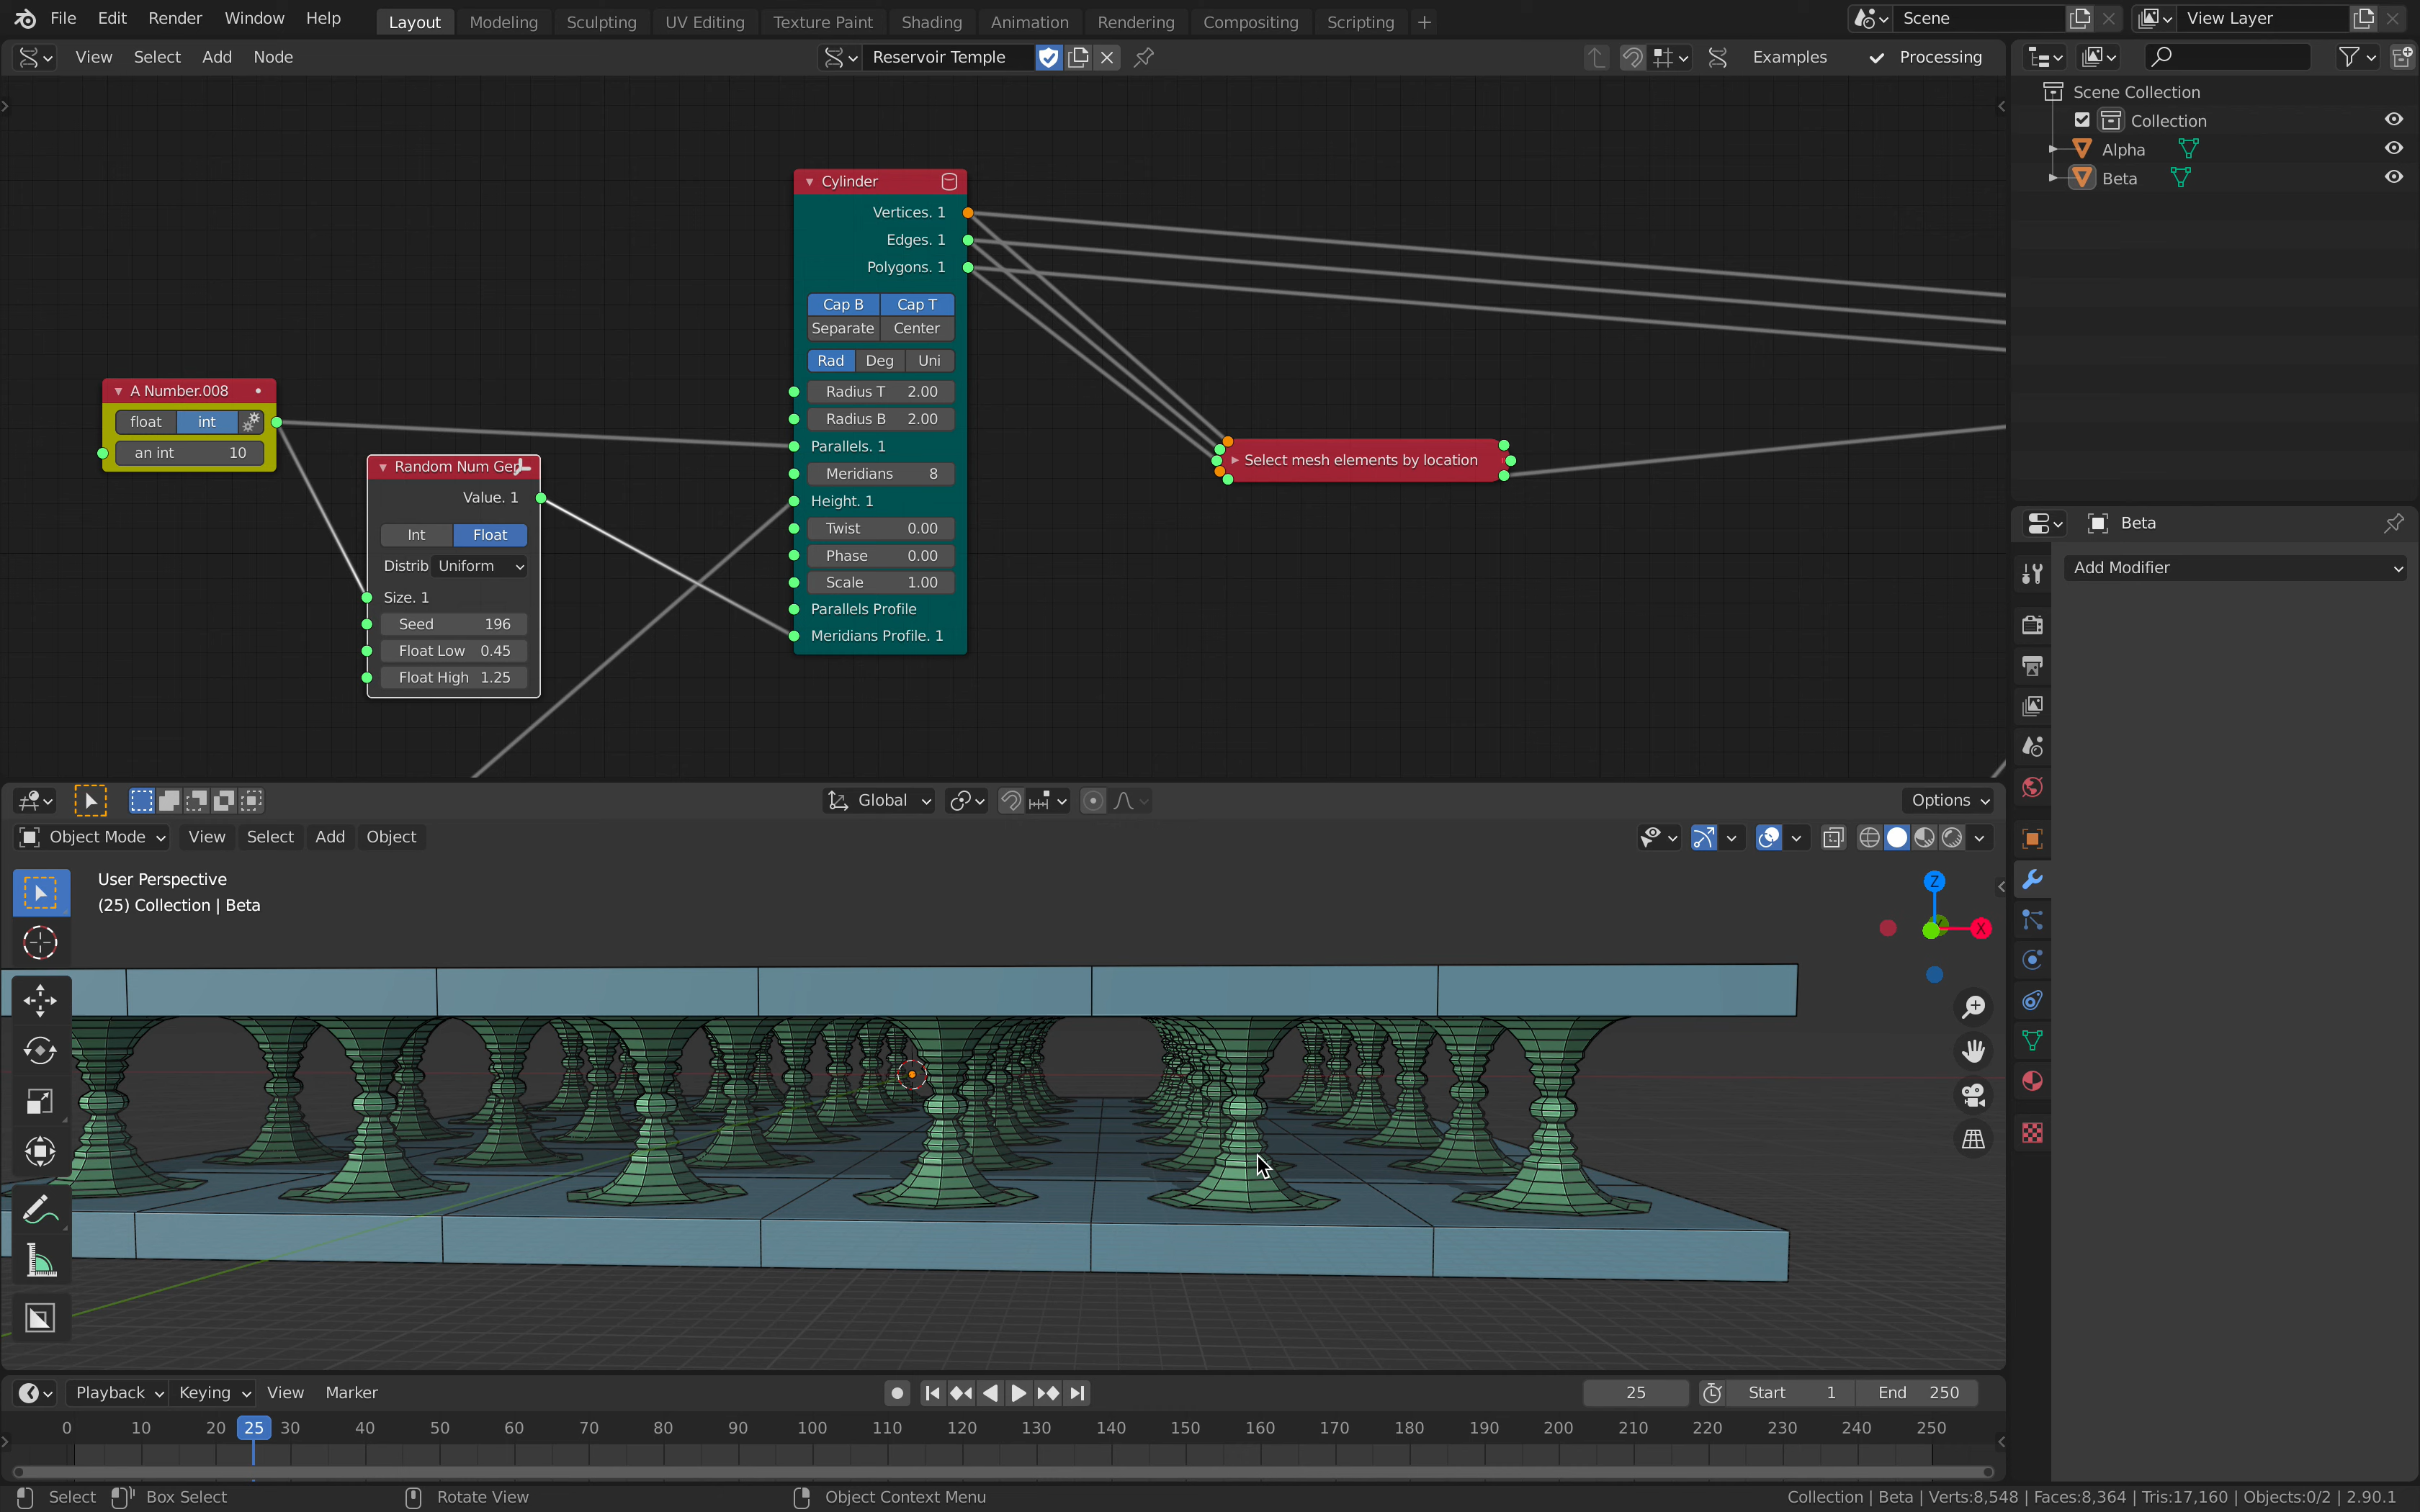 File Edit Render Window Help Layout Modeling Sculpting UV Editing Texture Paint Shading Animation Rendering Compositing Scripting + Scene View Layer
View Select Add Node Reservoir Temple Examples Processing
Scene Collection
Collection
Alpha
Beta
Cylinder
Vertices. 1
Edges. 1
Polygons. 1
Cap B Cap T
Separate Center
Rad Deg Uni
Radius T 2.00
Radius B 2.00
Parallels. 1
Meridians 8
Height. 1
Twist 0.00
Phase 0.00
Scale 1.00
Parallels Profile
Meridians Profile. 1
A Number.008
float int
an int 10
Random Num Gen
Value. 1
Int Float
Distrib Uniform
Size. 1
Seed 196
Float Low 0.45
Float High 1.25
Select mesh elements by location
Beta
Add Modifier
Global Options
Object Mode View Select Add Object
User Perspective
(25) Collection | Beta
Z
X
Playback Keying View Marker 25 Start 1 End 250
0 10 20 25 30 40 50 60 70 80 90 100 110 120 130 140 150 160 170 180 190 200 210 220 230 240 250
Select Box Select Rotate View Object Context Menu Collection | Beta | Verts:8,548 | Faces:8,364 | Tris:17,160 | Objects:0/2 | 2.90.1